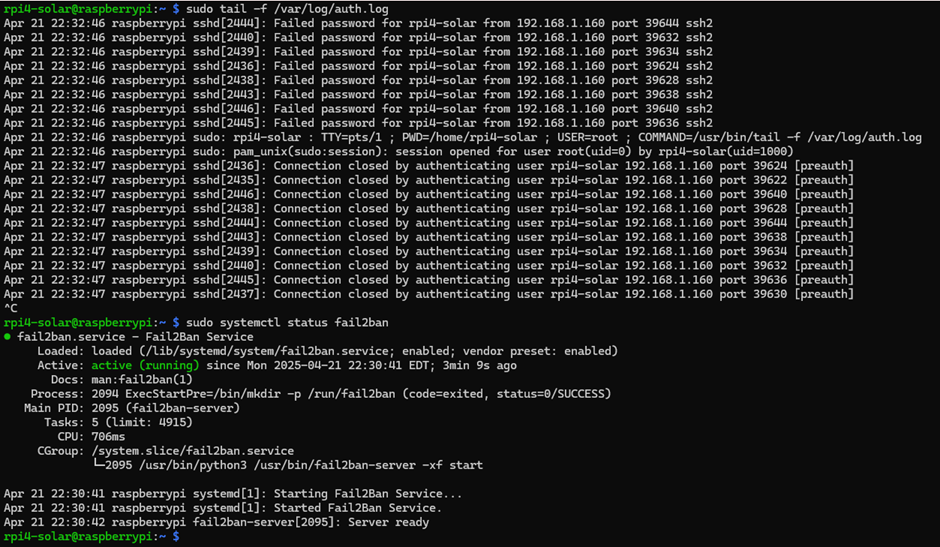 rpi4-solar@raspberrypi:~ $ sudo tail -f /var/log/auth.log
Apr 21 22:32:46 raspberrypi sshd[2444]: Failed password for rpi4-solar from 192.168.1.160 port 39644 ssh2
Apr 21 22:32:46 raspberrypi sshd[2440]: Failed password for rpi4-solar from 192.168.1.160 port 39632 ssh2
Apr 21 22:32:46 raspberrypi sshd[2439]: Failed password for rpi4-solar from 192.168.1.160 port 39634 ssh2
Apr 21 22:32:46 raspberrypi sshd[2436]: Failed password for rpi4-solar from 192.168.1.160 port 39624 ssh2
Apr 21 22:32:46 raspberrypi sshd[2438]: Failed password for rpi4-solar from 192.168.1.160 port 39628 ssh2
Apr 21 22:32:46 raspberrypi sshd[2443]: Failed password for rpi4-solar from 192.168.1.160 port 39638 ssh2
Apr 21 22:32:46 raspberrypi sshd[2446]: Failed password for rpi4-solar from 192.168.1.160 port 39640 ssh2
Apr 21 22:32:46 raspberrypi sshd[2445]: Failed password for rpi4-solar from 192.168.1.160 port 39636 ssh2
Apr 21 22:32:46 raspberrypi sudo: rpi4-solar : TTY=pts/1 ; PWD=/home/rpi4-solar ; USER=root ; COMMAND=/usr/bin/tail -f /var/log/auth.log
Apr 21 22:32:46 raspberrypi sudo: pam_unix(sudo:session): session opened for user root(uid=0) by rpi4-solar(uid=1000)
Apr 21 22:32:47 raspberrypi sshd[2436]: Connection closed by authenticating user rpi4-solar 192.168.1.160 port 39624 [preauth]
Apr 21 22:32:47 raspberrypi sshd[2435]: Connection closed by authenticating user rpi4-solar 192.168.1.160 port 39622 [preauth]
Apr 21 22:32:47 raspberrypi sshd[2446]: Connection closed by authenticating user rpi4-solar 192.168.1.160 port 39640 [preauth]
Apr 21 22:32:47 raspberrypi sshd[2438]: Connection closed by authenticating user rpi4-solar 192.168.1.160 port 39628 [preauth]
Apr 21 22:32:47 raspberrypi sshd[2444]: Connection closed by authenticating user rpi4-solar 192.168.1.160 port 39644 [preauth]
Apr 21 22:32:47 raspberrypi sshd[2443]: Connection closed by authenticating user rpi4-solar 192.168.1.160 port 39638 [preauth]
Apr 21 22:32:47 raspberrypi sshd[2439]: Connection closed by authenticating user rpi4-solar 192.168.1.160 port 39634 [preauth]
Apr 21 22:32:47 raspberrypi sshd[2440]: Connection closed by authenticating user rpi4-solar 192.168.1.160 port 39632 [preauth]
Apr 21 22:32:47 raspberrypi sshd[2445]: Connection closed by authenticating user rpi4-solar 192.168.1.160 port 39636 [preauth]
Apr 21 22:32:47 raspberrypi sshd[2437]: Connection closed by authenticating user rpi4-solar 192.168.1.160 port 39630 [preauth]
^C
rpi4-solar@raspberrypi:~ $ sudo systemctl status fail2ban
● fail2ban.service - Fail2Ban Service
Loaded: loaded (/lib/systemd/system/fail2ban.service; enabled; vendor preset: enabled)
Active: active (running) since Mon 2025-04-21 22:30:41 EDT; 3min 9s ago
Docs: man:fail2ban(1)
Process: 2094 ExecStartPre=/bin/mkdir -p /run/fail2ban (code=exited, status=0/SUCCESS)
Main PID: 2095 (fail2ban-server)
Tasks: 5 (limit: 4915)
CPU: 706ms
CGroup: /system.slice/fail2ban.service
└─2095 /usr/bin/python3 /usr/bin/fail2ban-server -xf start
Apr 21 22:30:41 raspberrypi systemd[1]: Starting Fail2Ban Service...
Apr 21 22:30:41 raspberrypi systemd[1]: Started Fail2Ban Service.
Apr 21 22:30:42 raspberrypi fail2ban-server[2095]: Server ready
rpi4-solar@raspberrypi:~ $